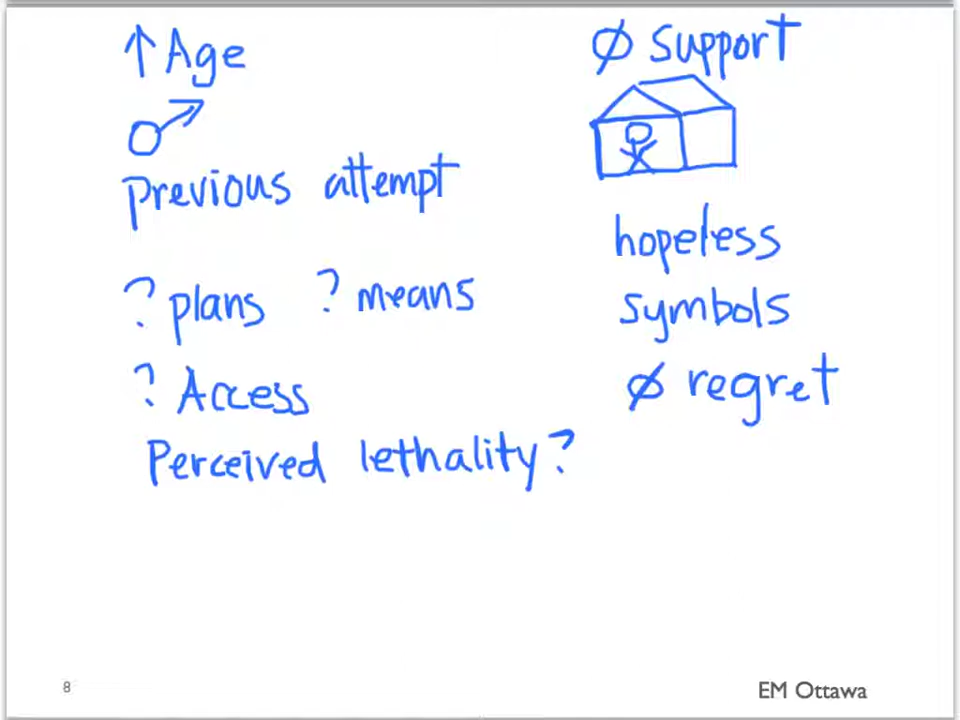 ↑ Age
♂
previous attempt
? plans ? means
? Access
Perceived lethality?
Ø support
hopeless
symbols
Ø regret
8
EM Ottawa